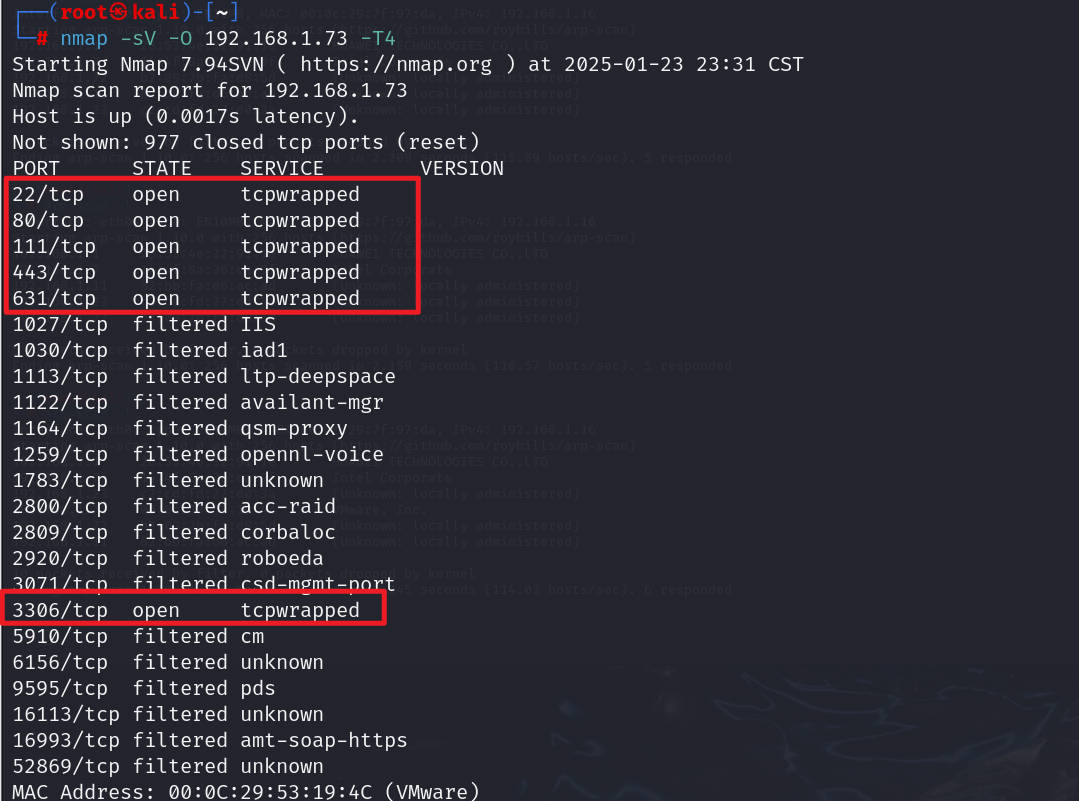 (root㉿kali)-[~]
# nmap -sV -O 192.168.1.73 -T4
Starting Nmap 7.94SVN ( https://nmap.org ) at 2025-01-23 23:31 CST
Nmap scan report for 192.168.1.73
Host is up (0.0017s latency).
Not shown: 977 closed tcp ports (reset)
PORT STATE SERVICE VERSION
22/tcp open tcpwrapped
80/tcp open tcpwrapped
111/tcp open tcpwrapped
443/tcp open tcpwrapped
631/tcp open tcpwrapped
1027/tcp filtered IIS
1030/tcp filtered iad1
1113/tcp filtered ltp-deepspace
1122/tcp filtered availant-mgr
1164/tcp filtered qsm-proxy
1259/tcp filtered opennl-voice
1783/tcp filtered unknown
2800/tcp filtered acc-raid
2809/tcp filtered corbaloc
2920/tcp filtered roboeda
3071/tcp filtered csd-mgmt-port
3306/tcp open tcpwrapped
5910/tcp filtered cm
6156/tcp filtered unknown
9595/tcp filtered pds
16113/tcp filtered unknown
16993/tcp filtered amt-soap-https
52869/tcp filtered unknown
MAC Address: 00:0C:29:53:19:4C (VMware)